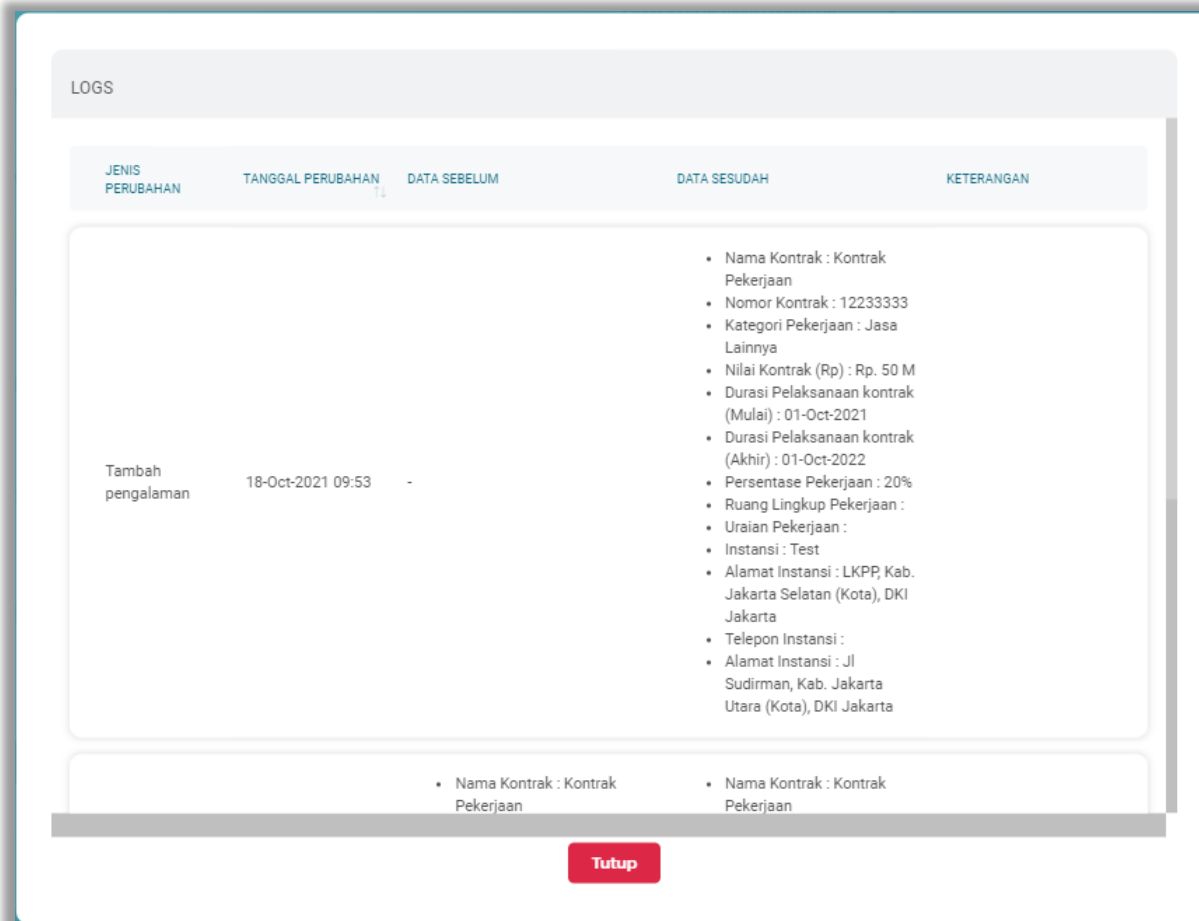 LOGS
JENIS
PERUBAHAN
TANGGAL PERUBAHAN
DATA SEBELUM
DATA SESUDAH
KETERANGAN
Tambah
pengalaman
18-Oct-2021 09:53
-
• Nama Kontrak : Kontrak
Pekerjaan
• Nomor Kontrak : 12233333
• Kategori Pekerjaan : Jasa
Lainnya
• Nilai Kontrak (Rp) : Rp. 50 M
• Durasi Pelaksanaan kontrak
(Mulai) : 01-Oct-2021
• Durasi Pelaksanaan kontrak
(Akhir) : 01-Oct-2022
• Persentase Pekerjaan : 20%
• Ruang Lingkup Pekerjaan :
• Uraian Pekerjaan :
• Instansi : Test
• Alamat Instansi : LKPP, Kab.
Jakarta Selatan (Kota), DKI
Jakarta
• Telepon Instansi :
• Alamat Instansi : Jl
Sudirman, Kab. Jakarta
Utara (Kota), DKI Jakarta
• Nama Kontrak : Kontrak
Pekerjaan
• Nama Kontrak : Kontrak
Pekerjaan
Tutup